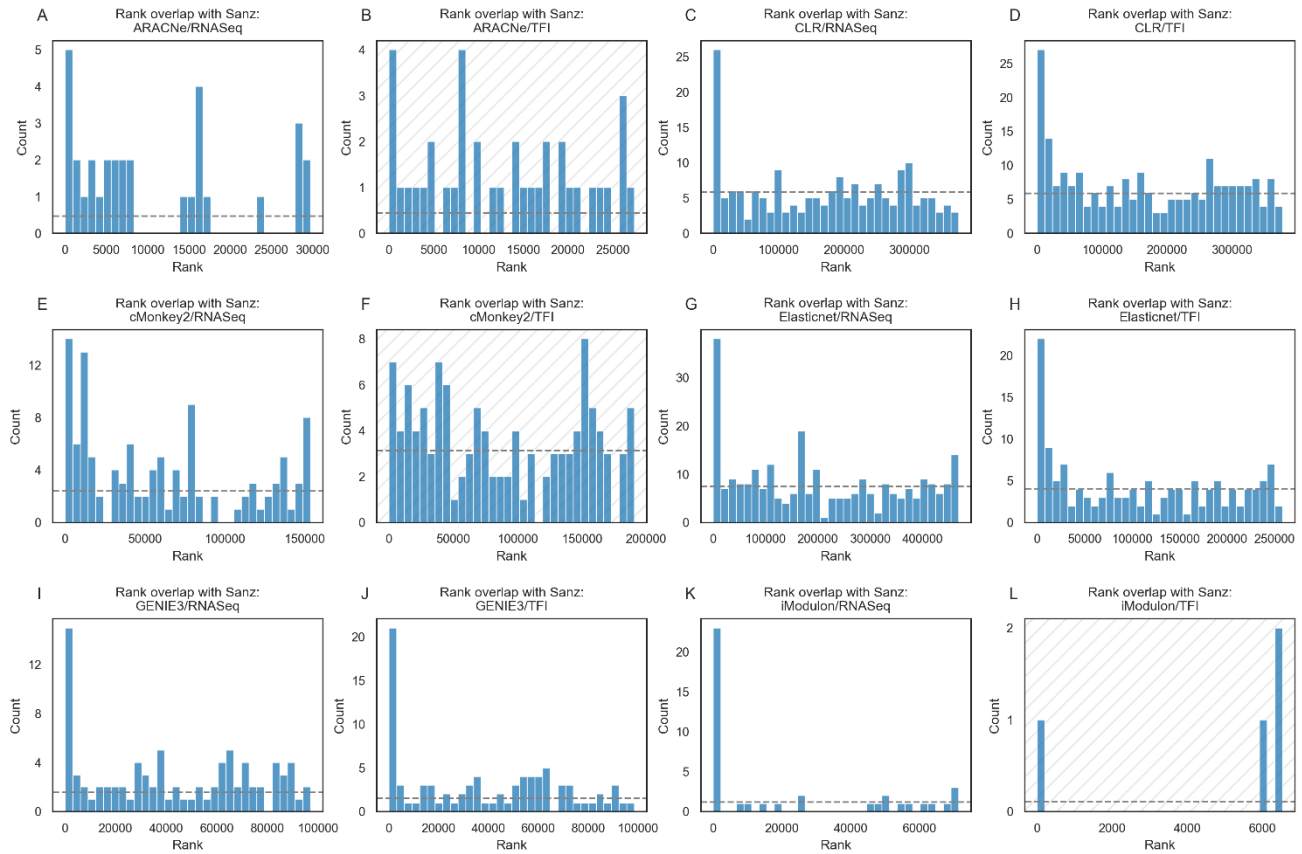 A
Rank overlap with Sanz:
ARACNe/RNASeq
5
4
3
2
1
0
Count
0 5000 10000 15000 20000 25000 30000
Rank
B
Rank overlap with Sanz:
ARACNe/TFI
4
3
2
1
0
Count
0 5000 10000 15000 20000 25000
Rank
C
Rank overlap with Sanz:
CLR/RNASeq
25
20
15
10
5
0
Count
0 100000 200000 300000
Rank
D
Rank overlap with Sanz:
CLR/TFI
25
20
15
10
5
0
Count
0 100000 200000 300000
Rank
E
Rank overlap with Sanz:
cMonkey2/RNASeq
12
8
4
0
Count
0 50000 100000 150000
Rank
F
Rank overlap with Sanz:
cMonkey2/TFI
8
6
4
2
0
Count
0 50000 100000 150000 200000
Rank
G
Rank overlap with Sanz:
Elasticnet/RNASeq
30
20
10
0
Count
0 100000 200000 300000 400000
Rank
H
Rank overlap with Sanz:
Elasticnet/TFI
20
15
10
5
0
Count
0 50000 100000 150000 200000 250000
Rank
I
Rank overlap with Sanz:
GENIE3/RNASeq
12
8
4
0
Count
0 20000 40000 60000 80000 100000
Rank
J
Rank overlap with Sanz:
GENIE3/TFI
20
15
10
5
0
Count
0 20000 40000 60000 80000 100000
Rank
K
Rank overlap with Sanz:
iModulon/RNASeq
20
15
10
5
0
Count
0 20000 40000 60000
Rank
L
Rank overlap with Sanz:
iModulon/TFI
2
1
0
Count
0 2000 4000 6000
Rank